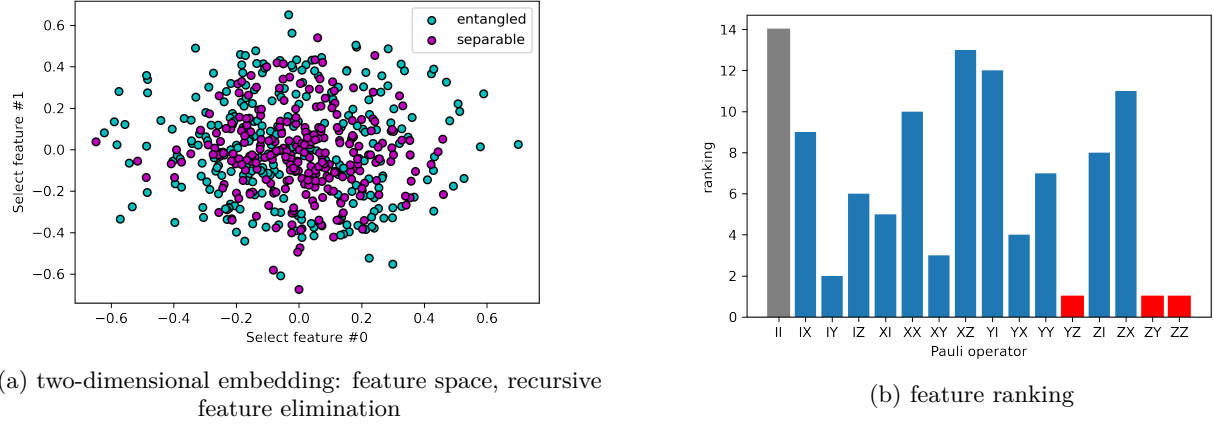 entangled
separable
0.6
0.4
0.2
0.0
−0.2
−0.4
−0.6
Select feature #1
−0.6 −0.4 −0.2 0.0 0.2 0.4 0.6
Select feature #0
(a) two-dimensional embedding: feature space, recursive
feature elimination
14
12
10
8
6
4
2
0
ranking
II IX IY IZ XI XX XY XZ YI YX YY YZ ZI ZX ZY ZZ
Pauli operator
(b) feature ranking